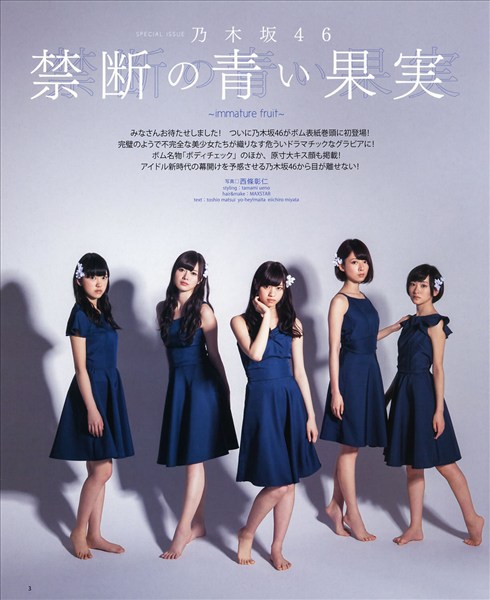 SPECIAL ISSUE 乃木坂46
禁断の青い果実
~immature fruit~
みなさんお待たせしました! ついに乃木坂46がボム表紙巻頭に初登場!
完璧のようで不完全な美少女たちが織りなす危ういドラマチックなグラビアに!
ボム名物「ボディチェック」のほか、原寸大キス顔も掲載!
アイドル新時代の幕開けを予感させる乃木坂46から目が離せない!
写真:西條彰仁
hair&make:MAXSTAR
1